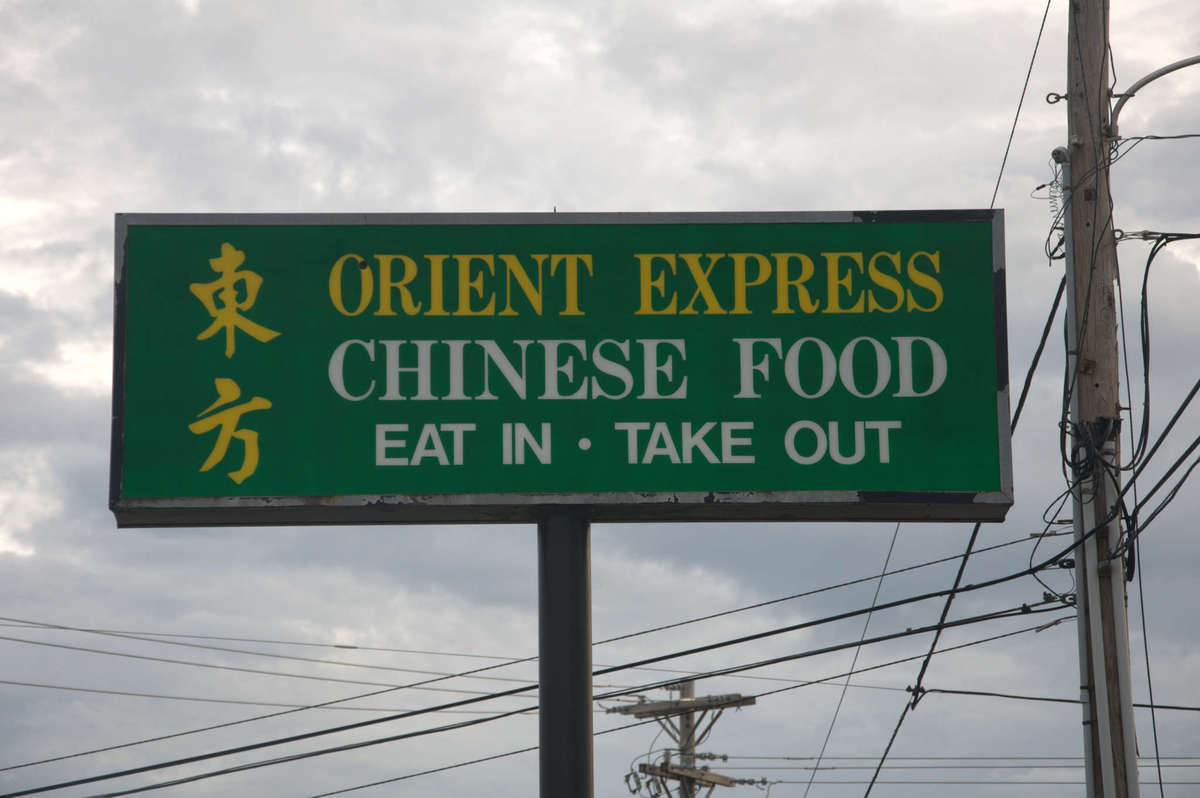 東方
ORIENT EXPRESS
CHINESE FOOD
EAT IN · TAKE OUT